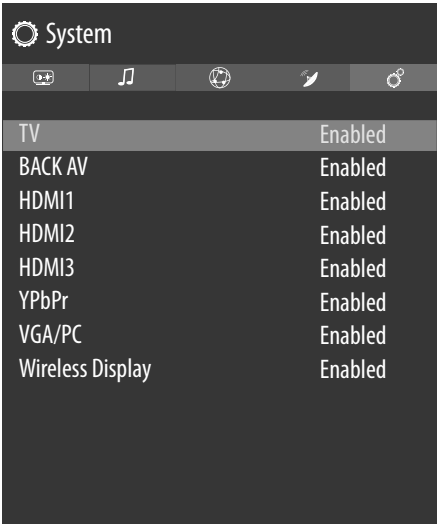 System
TV Enabled
BACK AV Enabled
HDMI1 Enabled
HDMI2 Enabled
HDMI3 Enabled
YPbPr Enabled
VGA/PC Enabled
Wireless Display Enabled